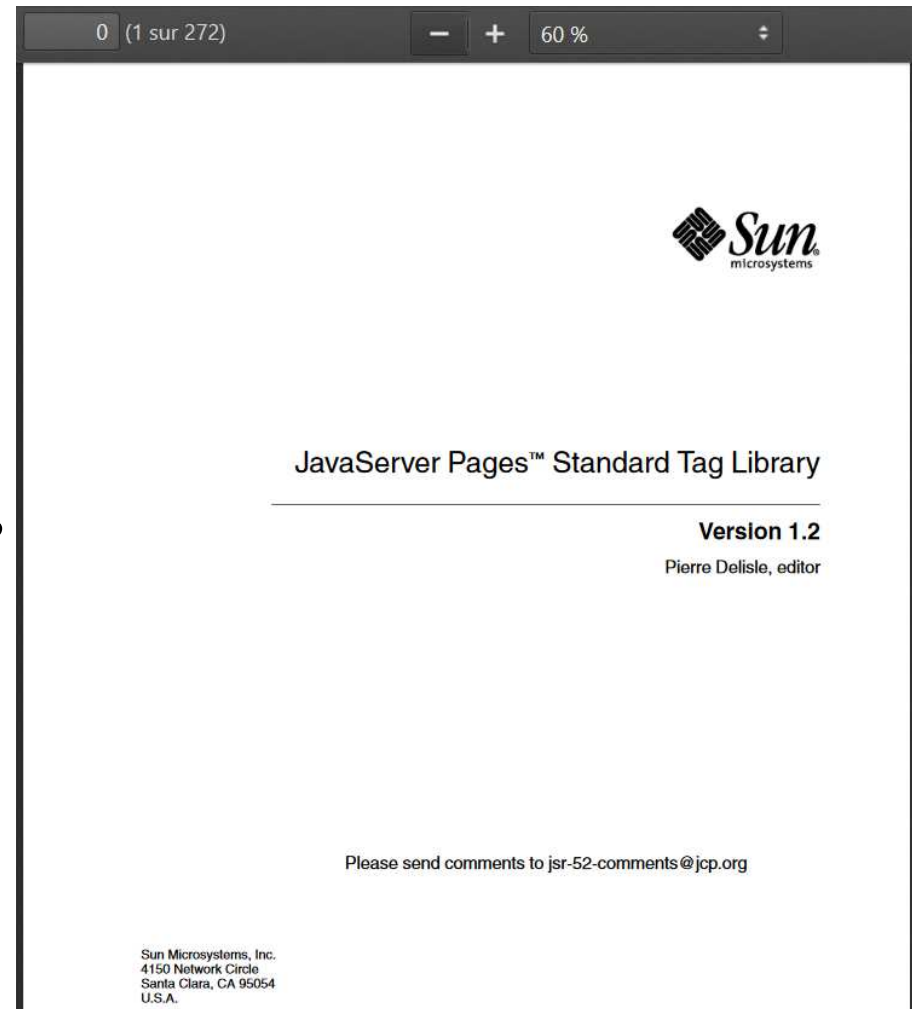 0 (1 sur 272) − + 60 %
Sun
microsystems
JavaServer Pages™ Standard Tag Library
Version 1.2
Pierre Delisle, editor
Please send comments to jsr-52-comments@jcp.org
Sun Microsystems, Inc.
4150 Network Circle
Santa Clara, CA 95054
U.S.A.